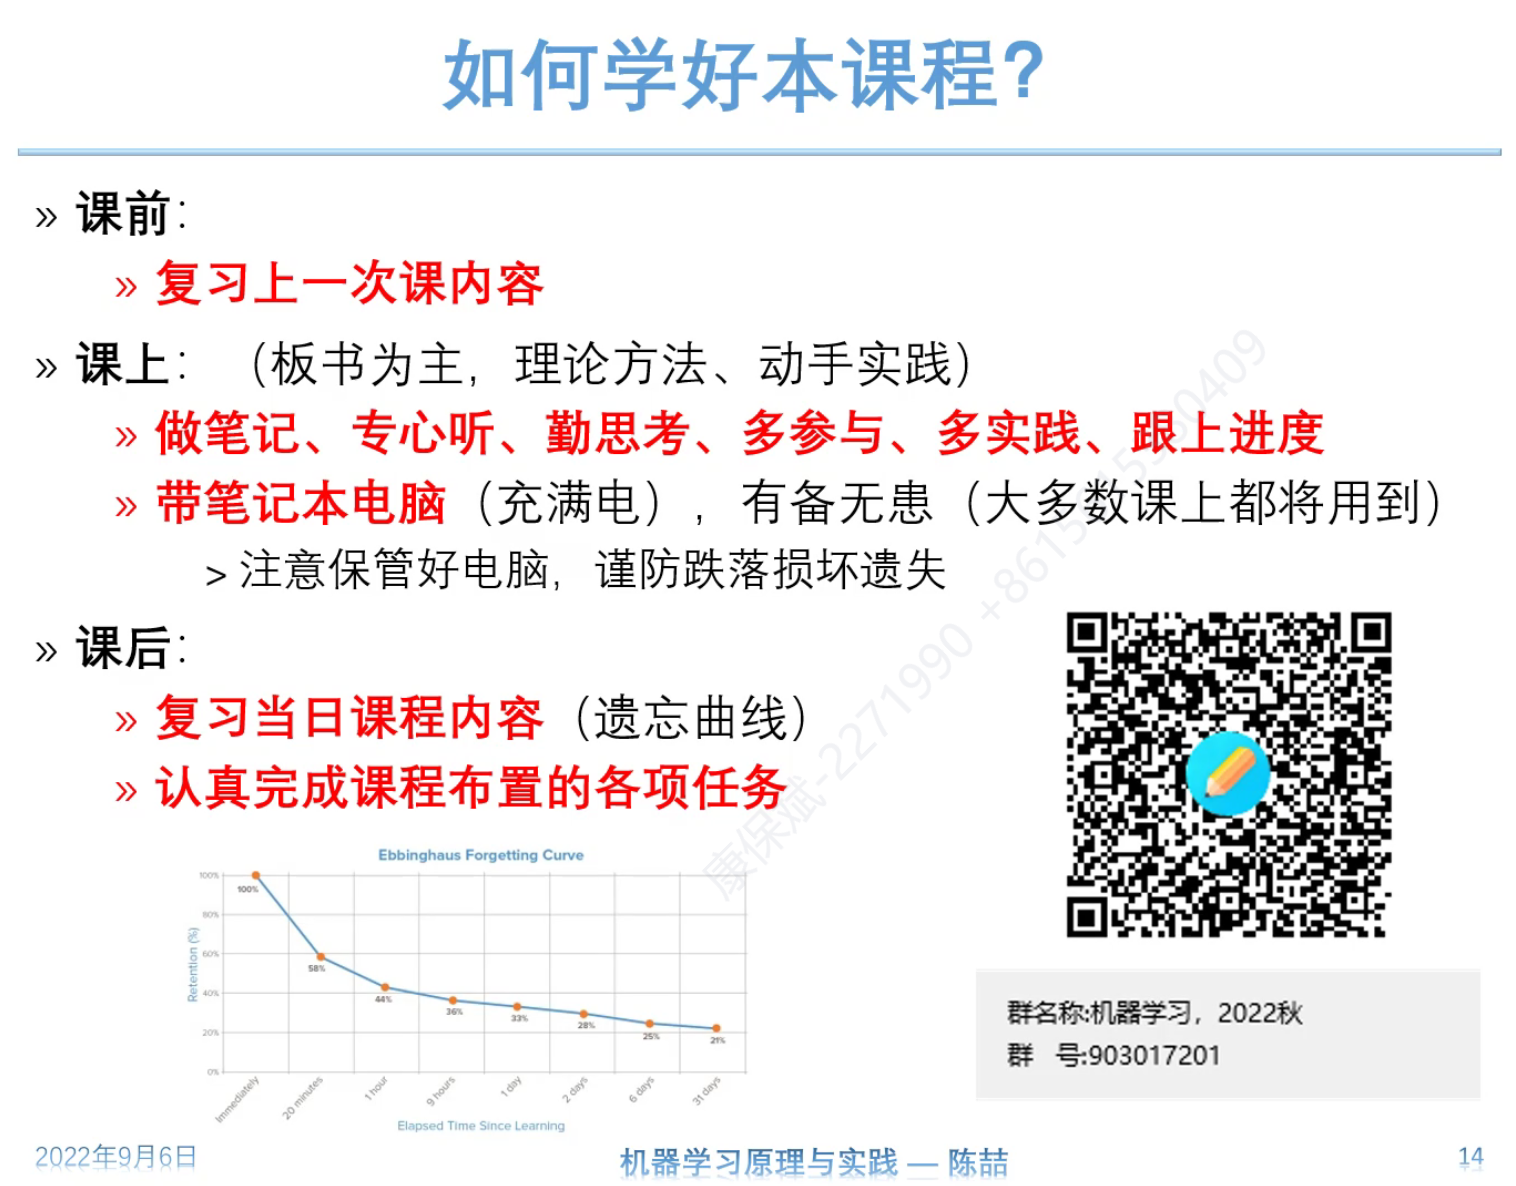 如何学好本课程？
» 课前：
» 复习上一次课内容
» 课上：（板书为主，理论方法、动手实践）
» 做笔记、专心听、勤思考、多参与、多实践、跟上进度
» 带笔记本电脑（充满电），有备无患（大多数课上都将用到）
> 注意保管好电脑，谨防跌落损坏遗失
» 课后：
» 复习当日课程内容（遗忘曲线）
» 认真完成课程布置的各项任务
Ebbinghaus Forgetting Curve
Retention (%)
100%
80%
60%
40%
20%
0%
100%
58%
44%
36%
33%
28%
25%
21%
Immediately
20 minutes
1 hour
9 hours
1 day
2 days
6 days
31 days
Elapsed Time Since Learning
群名称:机器学习，2022秋
群 号:903017201
2022年9月6日
机器学习原理与实践 — 陈喆
14